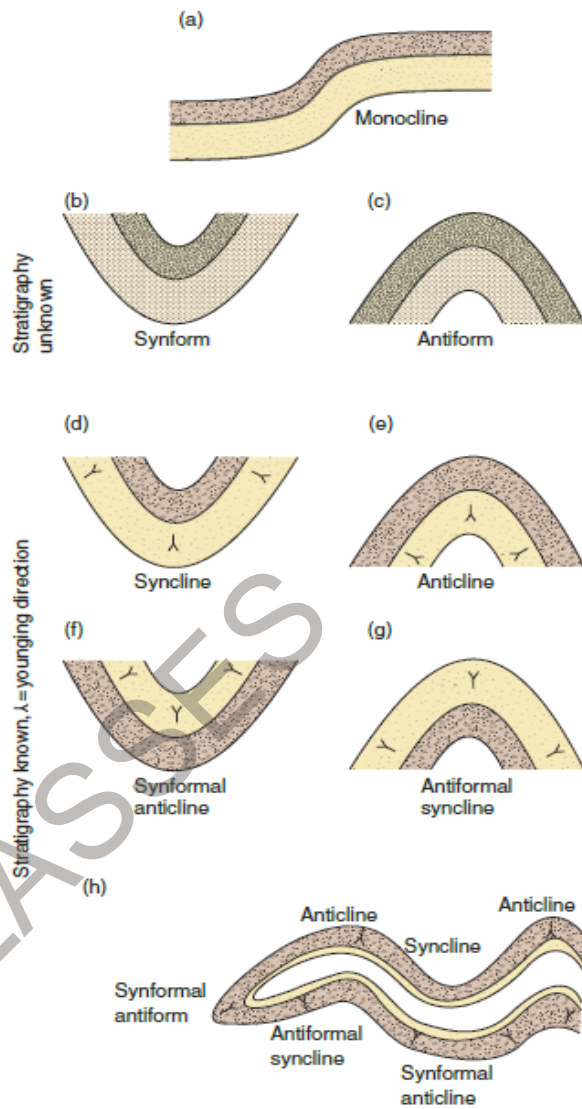 (a)
Monocline
(b)
(c)
Stratigraphy
unknown
Synform
Antiform
(d)
(e)
Syncline
Anticline
Stratigraphy known, ⅄ = younging direction
(f)
(g)
Synformal
anticline
Antiformal
syncline
(h)
Anticline
Anticline
Syncline
Synformal
antiform
Antiformal
syncline
Synformal
anticline
LASSES